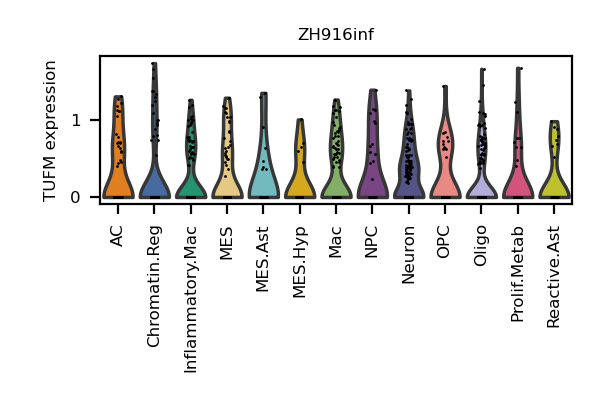 ZH916inf
TUFM expression
1
0
AC
Chromatin.Reg
Inflammatory.Mac
MES
MES.Ast
MES.Hyp
Mac
NPC
Neuron
OPC
Oligo
Prolif.Metab
Reactive.Ast